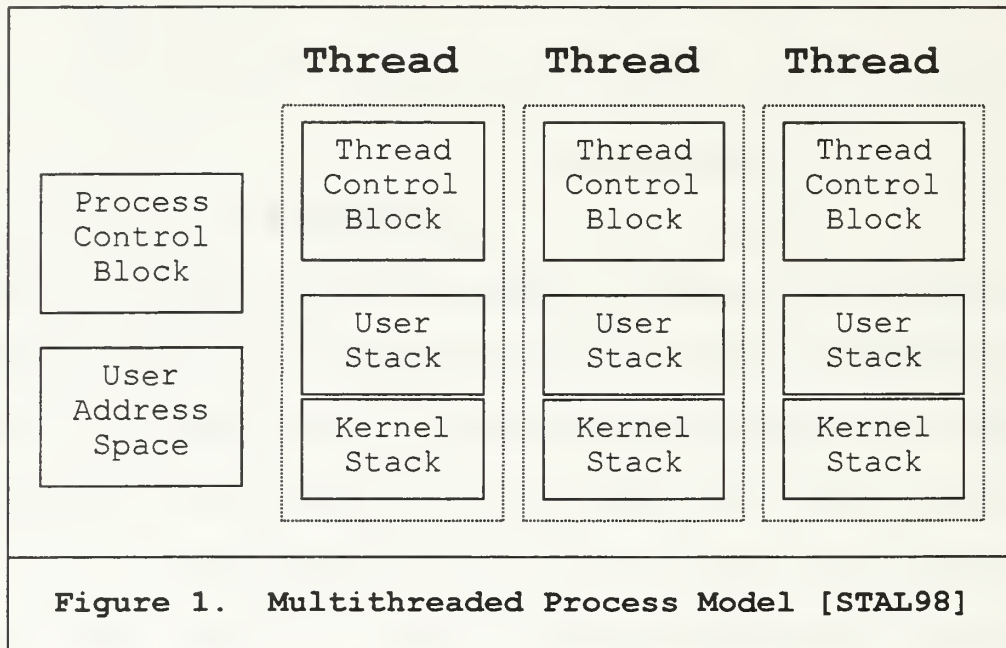 Thread Thread Thread
Process
Control
Block
User
Address
Space
Thread
Control
Block
User
Stack
Kernel
Stack
Thread
Control
Block
User
Stack
Kernel
Stack
Thread
Control
Block
User
Stack
Kernel
Stack
Figure 1. Multithreaded Process Model [STAL98]